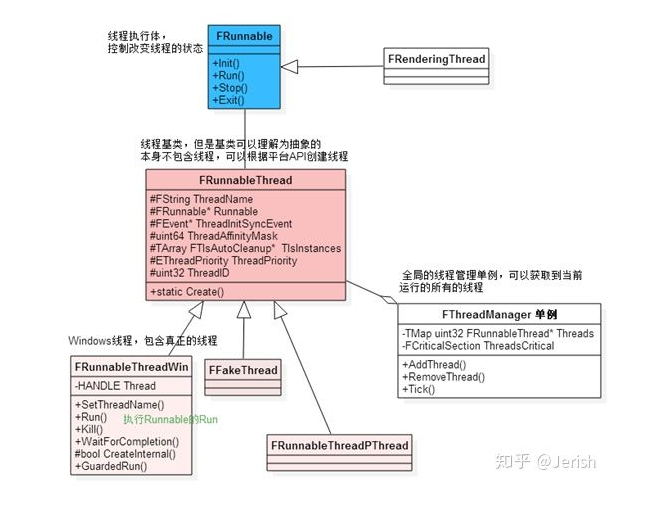 线程执行体，
控制改变线程的状态
FRunnable
+Init()
+Run()
+Stop()
+Exit()
FRenderingThread
线程基类，但是基类可以理解为抽象的
本身不包含线程，可以根据平台API创建线程
FRunnableThread
#FString ThreadName
#FRunnable* Runnable
#FEvent* ThreadInitSyncEvent
#uint64 ThreadAffinityMask
#TArray FTlsAutoCleanup* TlsInstances
#EThreadPriority ThreadPriority
#uint32 ThreadID
+static Create()
全局的线程管理单例，可以获取到当前
运行的所有的线程
FThreadManager 单例
-TMap uint32 FRunnableThread* Threads
-FCriticalSection ThreadsCritical
+AddThread()
+RemoveThread()
+Tick()
Windows线程，包含真正的线程
FRunnableThreadWin
-HANDLE Thread
+SetThreadName()
+Run() 执行Runnable的Run
+Kill()
+WaitForCompletion()
#bool CreateInternal()
+GuardedRun()
FFakeThread
FRunnableThreadPThread
知乎 @Jerish